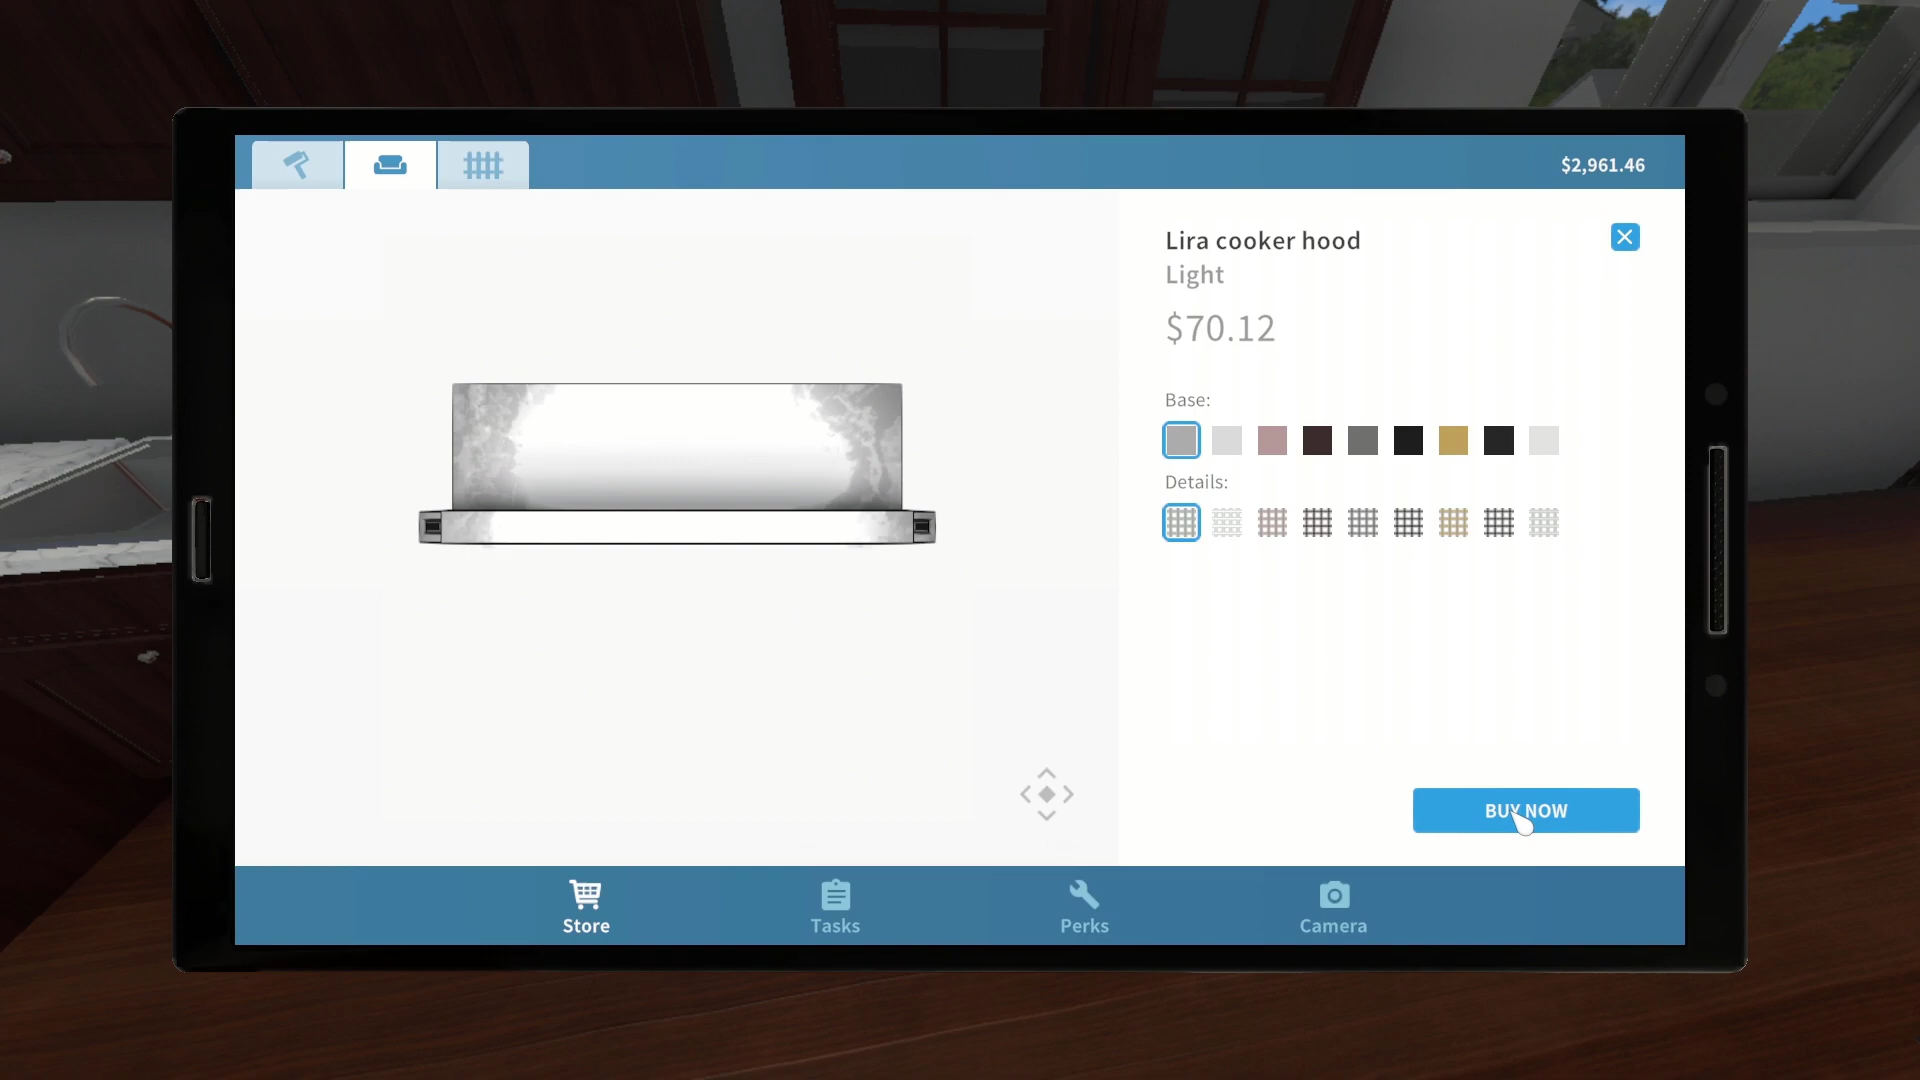 $2,961.46
Lira cooker hood
Light
$70.12
Base:
Details:
BUY NOW
Store
Tasks
Perks
Camera